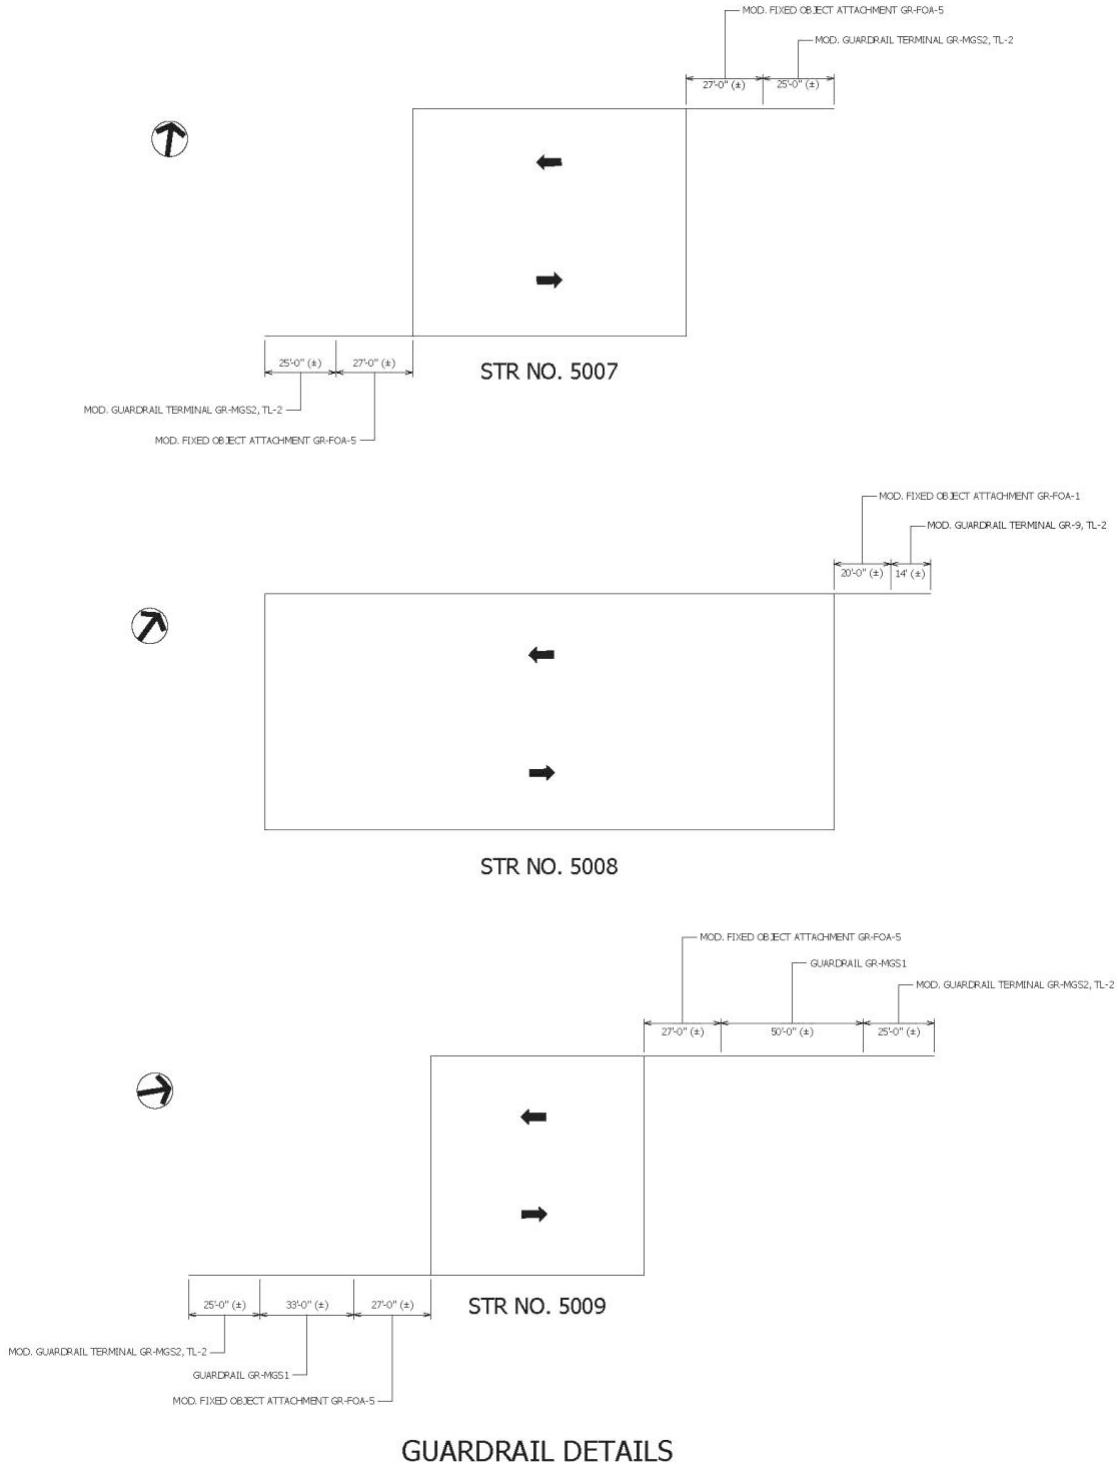 MOD. FIXED OBJECT ATTACHMENT GR-FOA-5
MOD. GUARDRAIL TERMINAL GR-MGS2, TL-2
27'-0" (±) 25'-0" (±)
25'-0" (±) 27'-0" (±)
STR NO. 5007
MOD. GUARDRAIL TERMINAL GR-MGS2, TL-2
MOD. FIXED OBJECT ATTACHMENT GR-FOA-5
MOD. FIXED OBJECT ATTACHMENT GR-FOA-1
MOD. GUARDRAIL TERMINAL GR-9, TL-2
20'-0" (±) 14' (±)
STR NO. 5008
MOD. FIXED OBJECT ATTACHMENT GR-FOA-5
GUARDRAIL GR-MGS1
MOD. GUARDRAIL TERMINAL GR-MGS2, TL-2
27'-0" (±) 50'-0" (±) 25'-0" (±)
25'-0" (±) 33'-0" (±) 27'-0" (±)
STR NO. 5009
MOD. GUARDRAIL TERMINAL GR-MGS2, TL-2
GUARDRAIL GR-MGS1
MOD. FIXED OBJECT ATTACHMENT GR-FOA-5
GUARDRAIL DETAILS